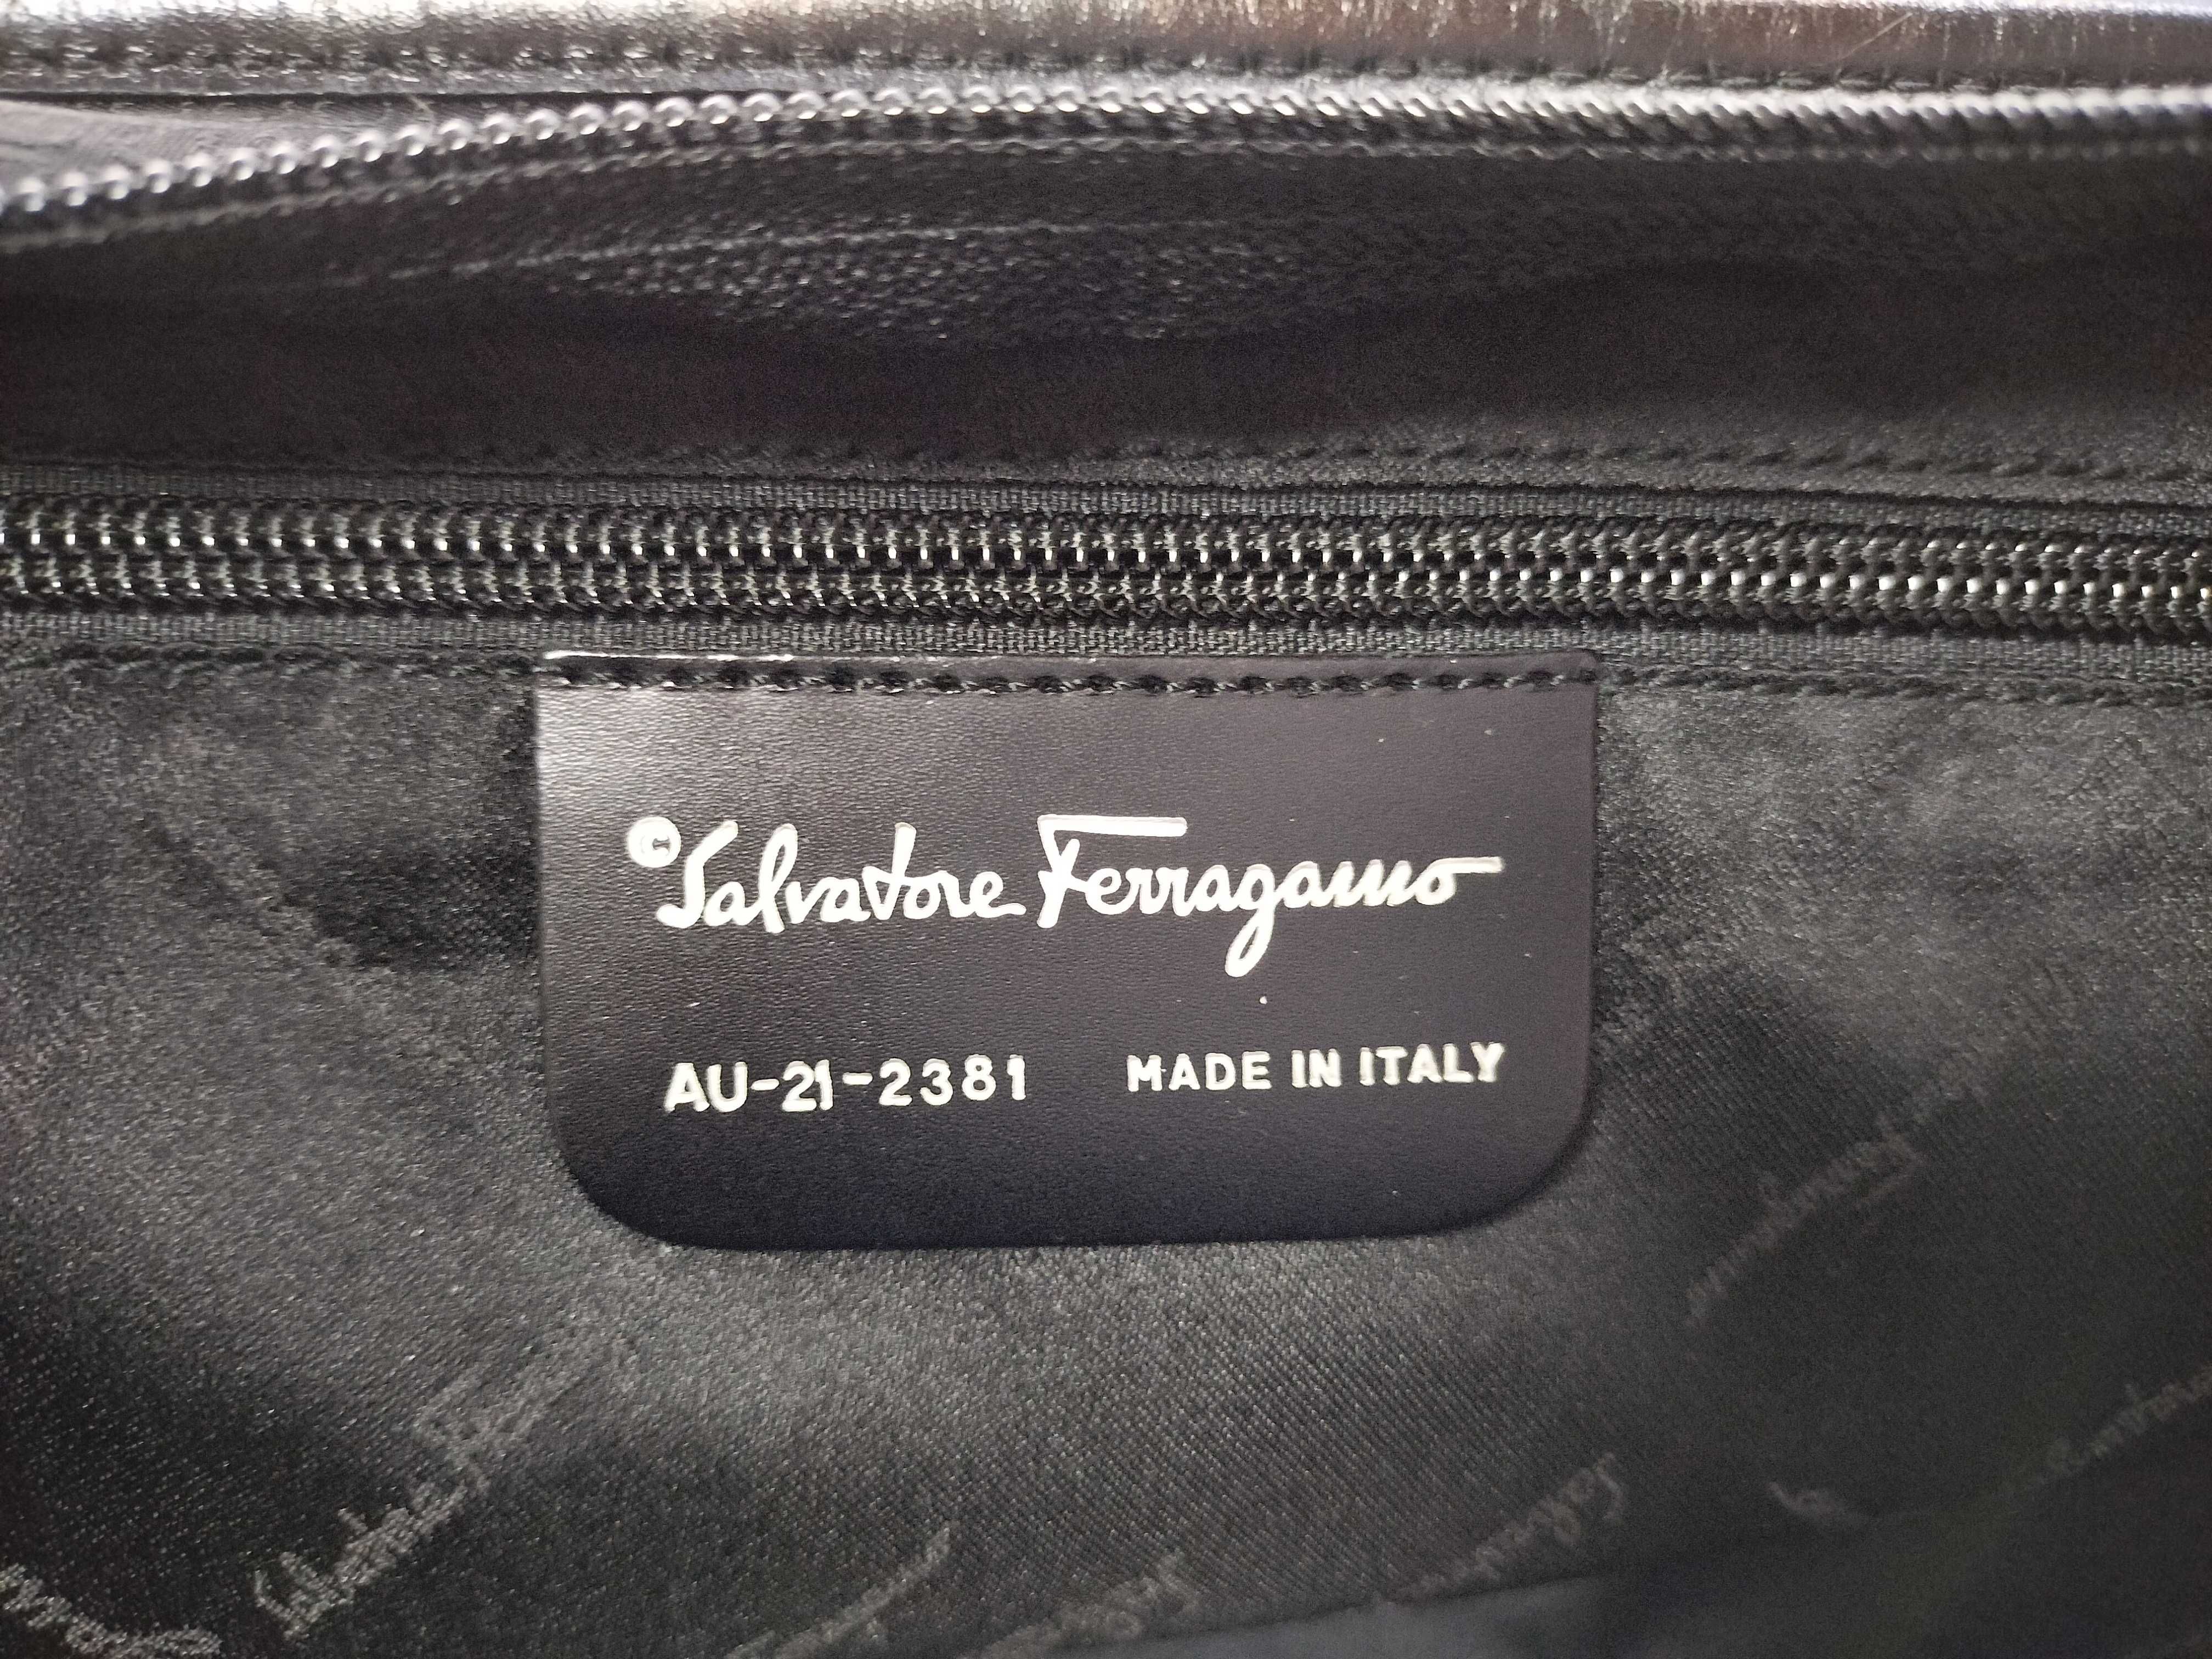 ©Salvatore Ferragamo
AU-21-2381 MADE IN ITALY